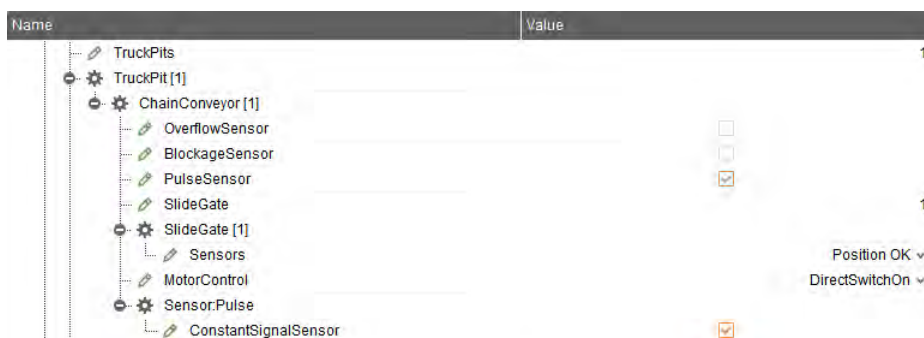 Name Value
TruckPits 1
TruckPit [1]
ChainConveyor [1]
OverflowSensor
BlockageSensor
PulseSensor
SlideGate 1
SlideGate [1]
Sensors Position OK
MotorControl DirectSwitchOn
Sensor:Pulse
ConstantSignalSensor